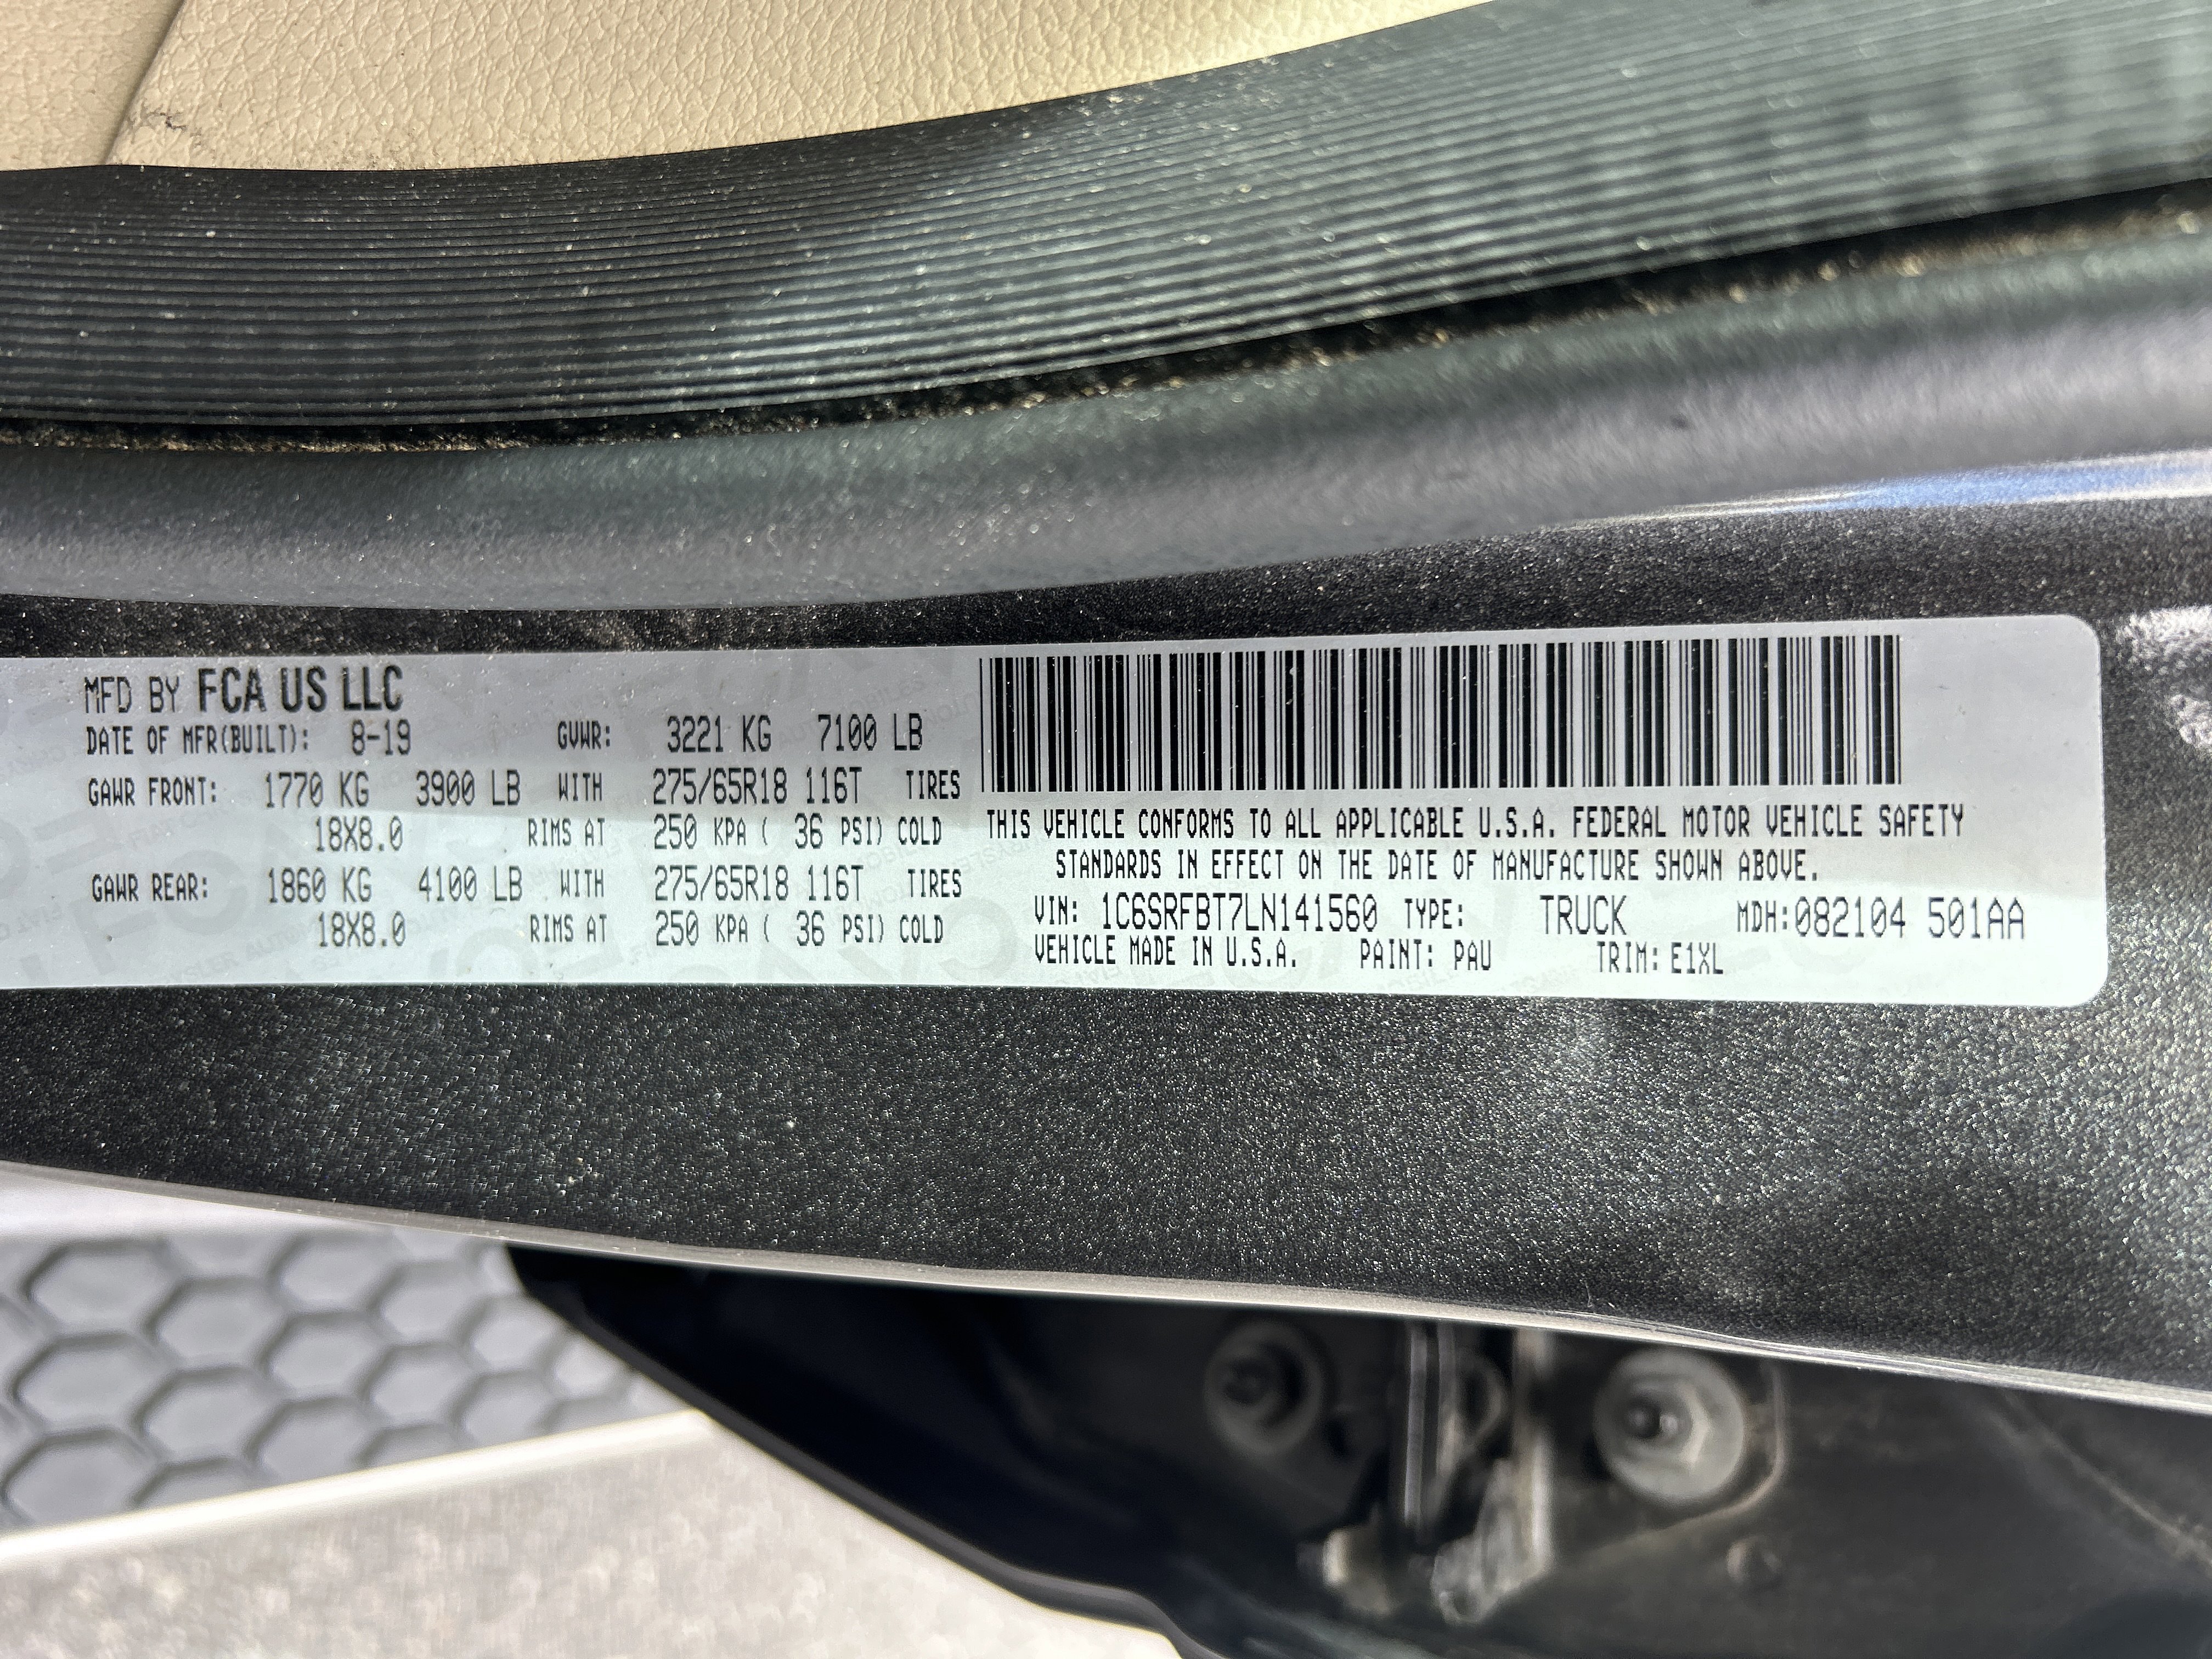 MFD BY FCA US LLC
DATE OF MFR(BUILT): 8-19 GVWR: 3221 KG 7100 LB
GAWR FRONT: 1770 KG 3900 LB WITH 275/65R18 116T TIRES
18X8.0 RIMS AT 250 KPA ( 36 PSI) COLD
GAWR REAR: 1860 KG 4100 LB WITH 275/65R18 116T TIRES
18X8.0 RIMS AT 250 KPA ( 36 PSI) COLD
THIS VEHICLE CONFORMS TO ALL APPLICABLE U.S.A. FEDERAL MOTOR VEHICLE SAFETY
STANDARDS IN EFFECT ON THE DATE OF MANUFACTURE SHOWN ABOVE.
VIN: 1C6SRFBT7LN141560 TYPE: TRUCK MDH:082104 501AA
VEHICLE MADE IN U.S.A. PAINT: PAU TRIM: E1XL